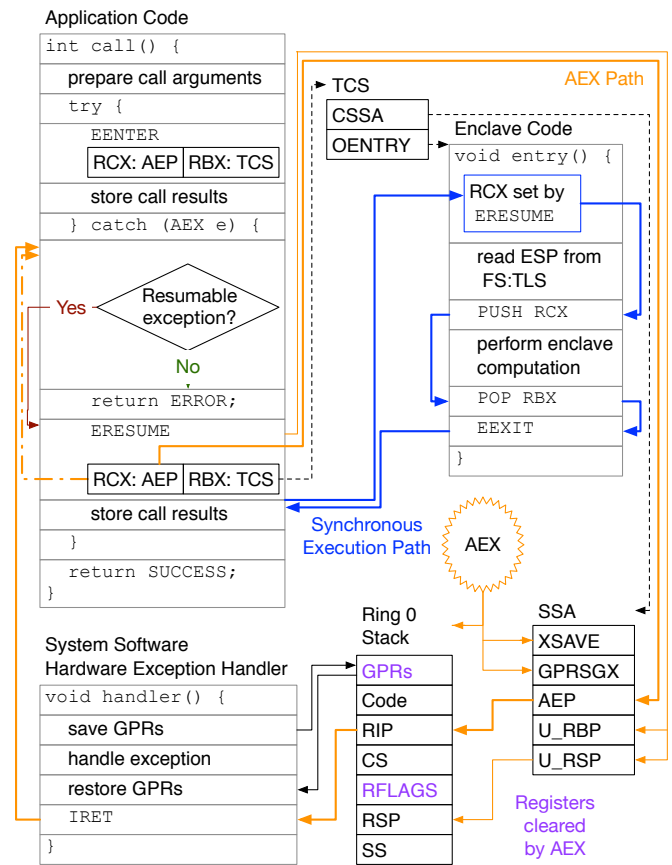 Application Code
int call() {
prepare call arguments
try {
EENTER
RCX: AEP RBX: TCS
store call results
} catch (AEX e) {
Yes
Resumable
exception?
No
return ERROR;
ERESUME
RCX: AEP RBX: TCS
store call results
}
return SUCCESS;
}
AEX Path
TCS
CSSA
OENTRY
Enclave Code
void entry() {
RCX set by
ERESUME
read ESP from
FS:TLS
PUSH RCX
perform enclave
computation
POP RBX
EEXIT
}
Synchronous
Execution Path
AEX
System Software
Hardware Exception Handler
void handler() {
save GPRs
handle exception
restore GPRs
IRET
}
Ring 0
Stack
GPRs
Code
RIP
CS
RFLAGS
RSP
SS
SSA
XSAVE
GPRSGX
AEP
U_RBP
U_RSP
Registers
cleared
by AEX